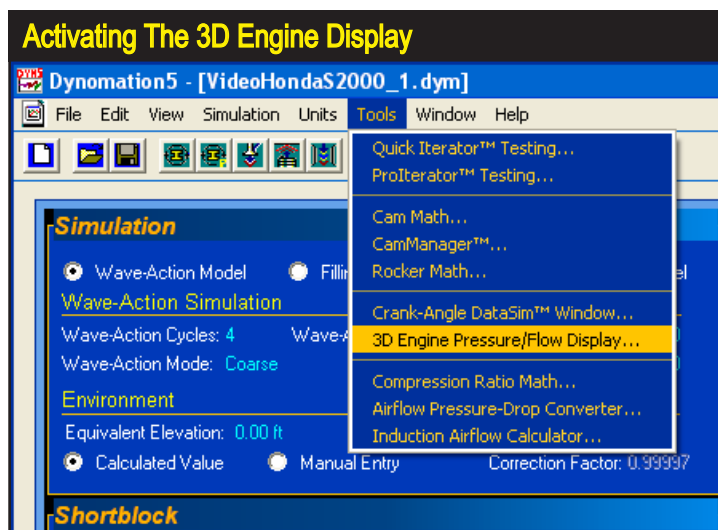 Activating The 3D Engine Display
DYN5
Dynomation5 - [VideoHondaS2000_1.dym]
File Edit View Simulation Units Tools Window Help
Quick Iterator™ Testing...
ProIterator™ Testing...
Cam Math...
CamManager™...
Rocker Math...
Crank-Angle DataSim™ Window...
3D Engine Pressure/Flow Display...
Compression Ratio Math...
Airflow Pressure-Drop Converter...
Induction Airflow Calculator...
Simulation
Wave-Action Model
Wave-Action Simulation
Wave-Action Cycles: 4
Wave-Action Mode: Coarse
Environment
Equivalent Elevation: 0.00 ft
Calculated Value Manual Entry Correction Factor: 0.99997
Shortblock